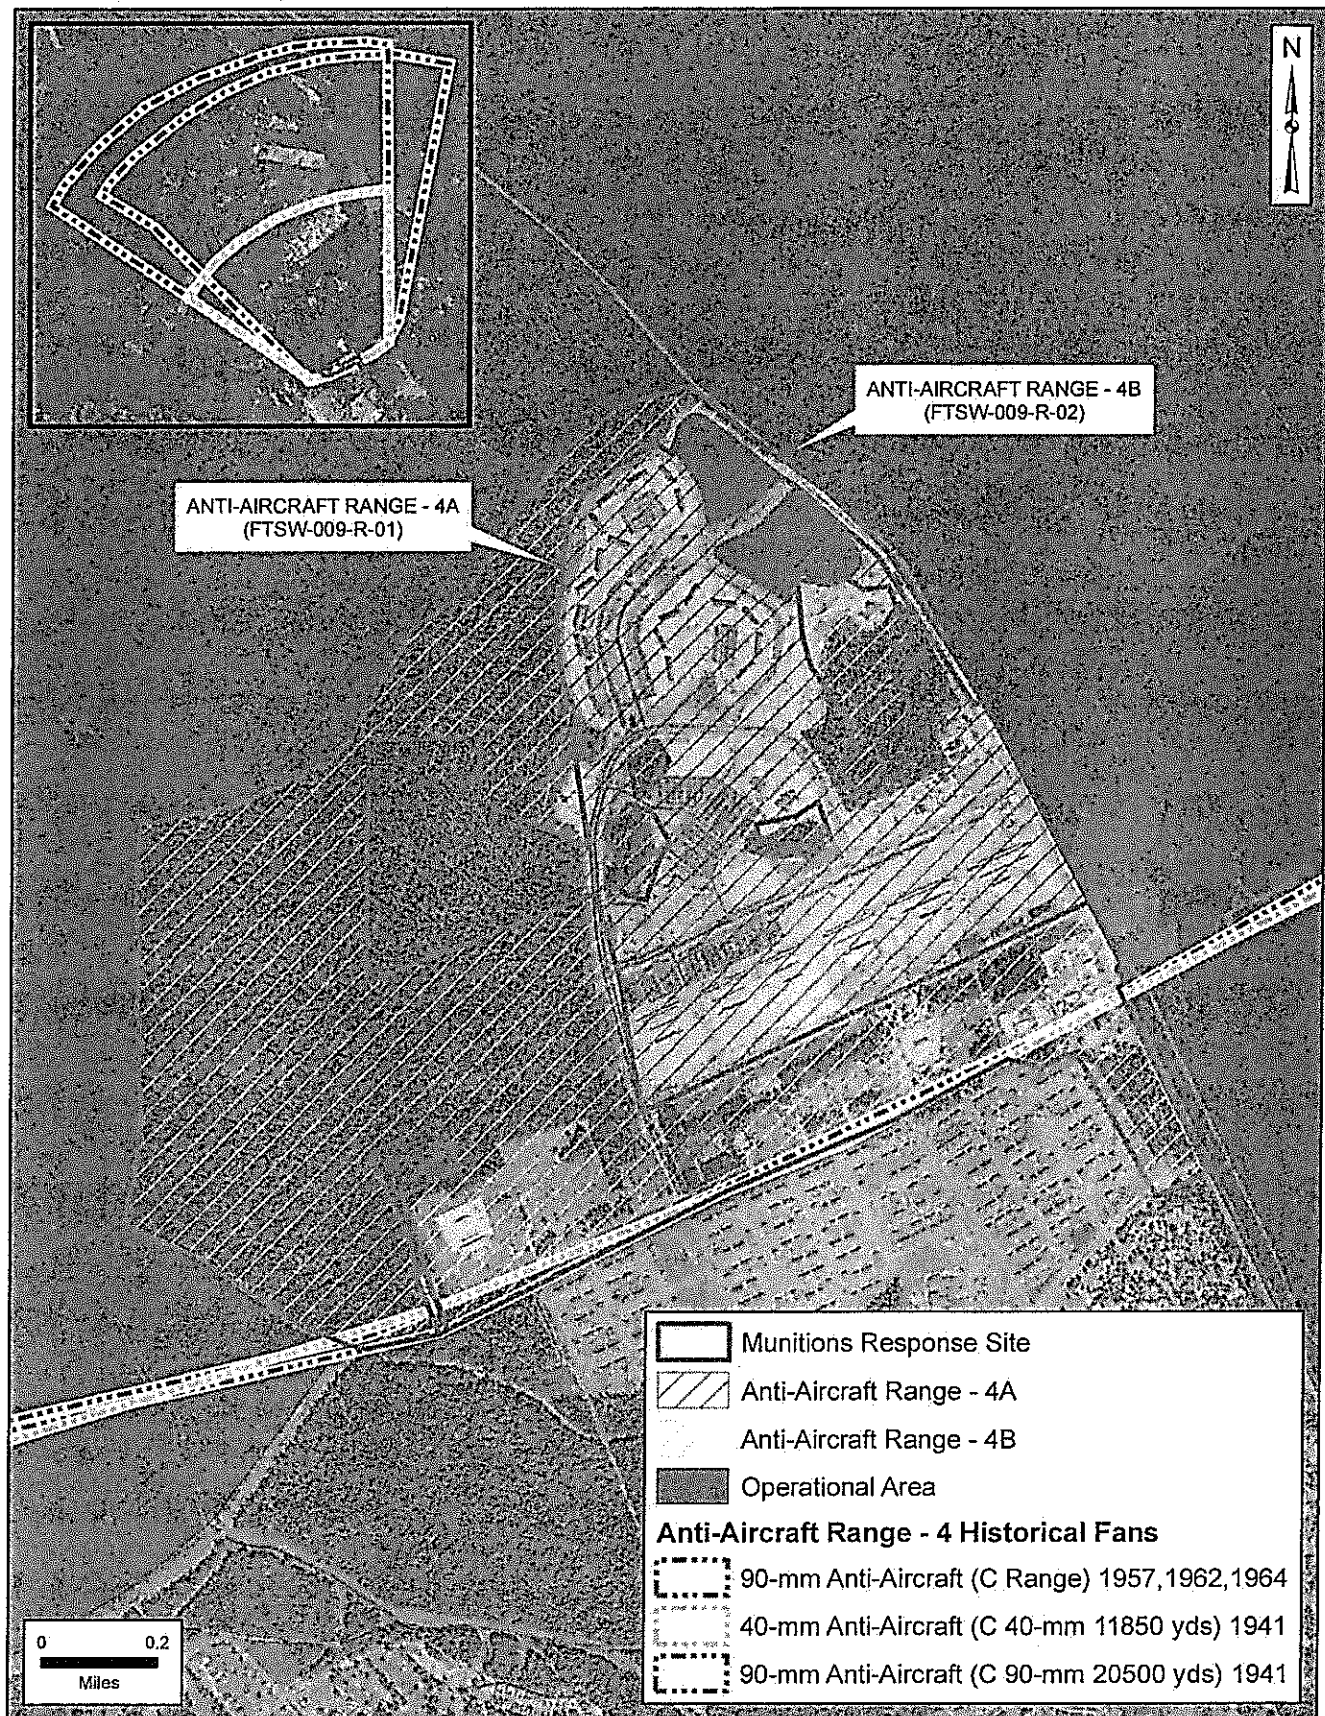 N
ANTI-AIRCRAFT RANGE - 4B
(FTSW-009-R-02)
ANTI-AIRCRAFT RANGE - 4A
(FTSW-009-R-01)
Munitions Response Site
Anti-Aircraft Range - 4A
Anti-Aircraft Range - 4B
Operational Area
Anti-Aircraft Range - 4 Historical Fans
90-mm Anti-Aircraft (C Range) 1957,1962,1964
40-mm Anti-Aircraft (C 40-mm 11850 yds) 1941
90-mm Anti-Aircraft (C 90-mm 20500 yds) 1941
0 0.2
Miles